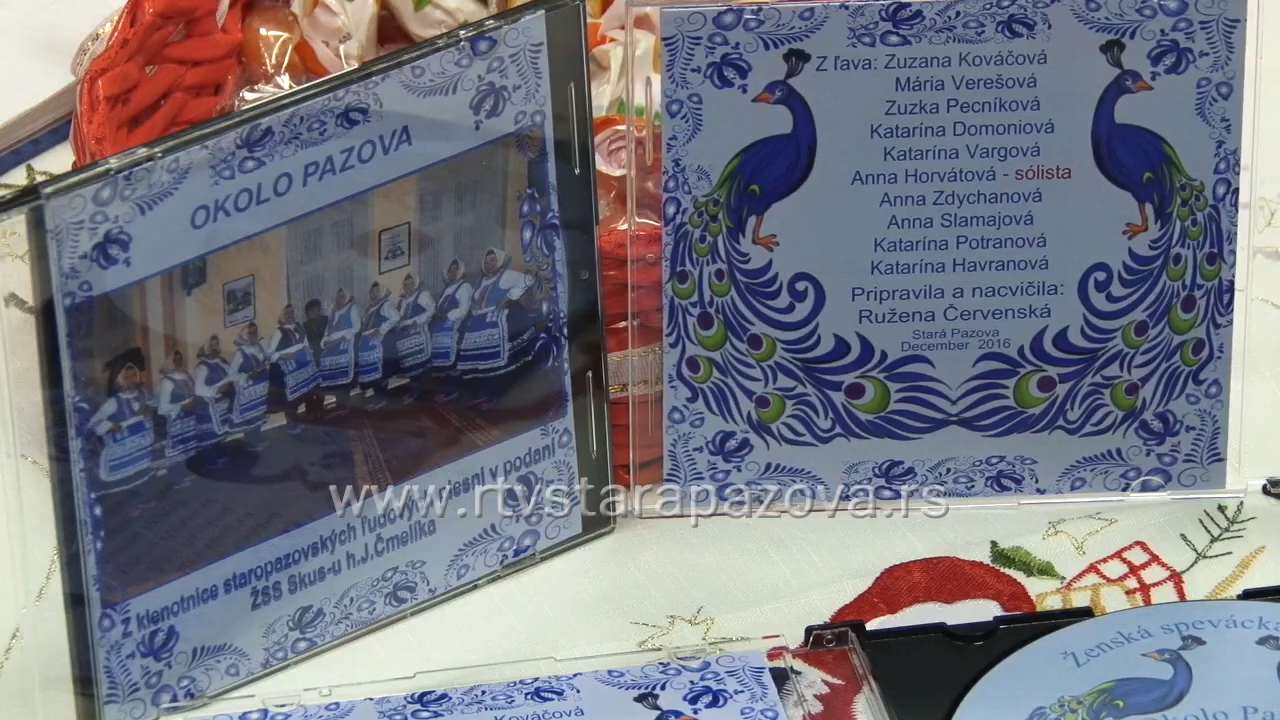 OKOLO PAZOVA
Z klenotnice staropazovských ľudových piesní v podaní
ŽSS Skus-u h.J.Čmelíka
Z ľava: Zuzana Kováčová
Mária Verešová
Zuzka Pecníková
Katarína Domoniová
Katarína Vargová
Anna Horvátová - sólista
Anna Zdychanová
Anna Slamajová
Katarína Potranová
Katarína Havranová
Pripravila a nacvičila:
Ružena Červenská
Stará Pazova
December 2016
www.rtvstarapazova.rs
Kováčová
Ženská spevácka